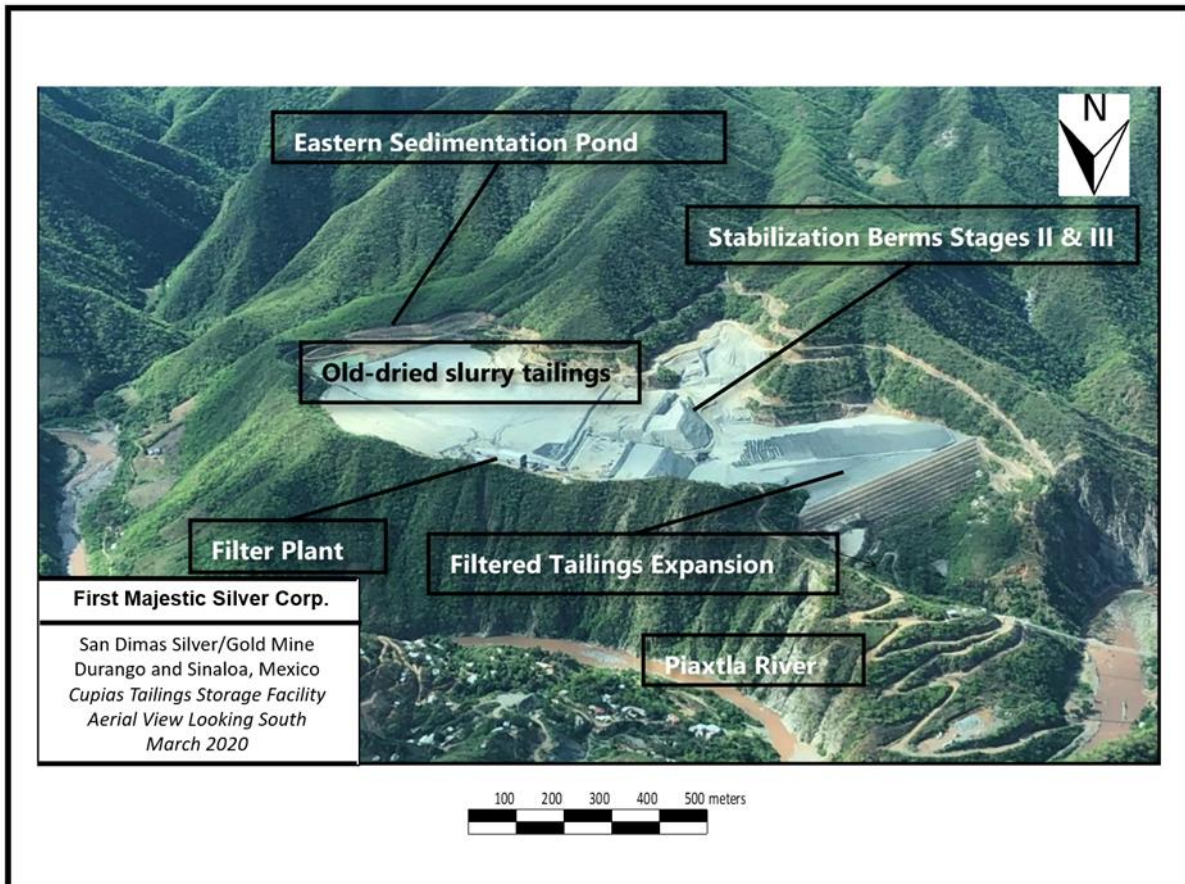 N
Eastern Sedimentation Pond
Stabilization Berms Stages II & III
Old-dried slurry tailings
Filter Plant
Filtered Tailings Expansion
Piaxtla River
First Majestic Silver Corp.
San Dimas Silver/Gold Mine
Durango and Sinaloa, Mexico
Cupias Tailings Storage Facility
Aerial View Looking South
March 2020
100 200 300 400 500 meters